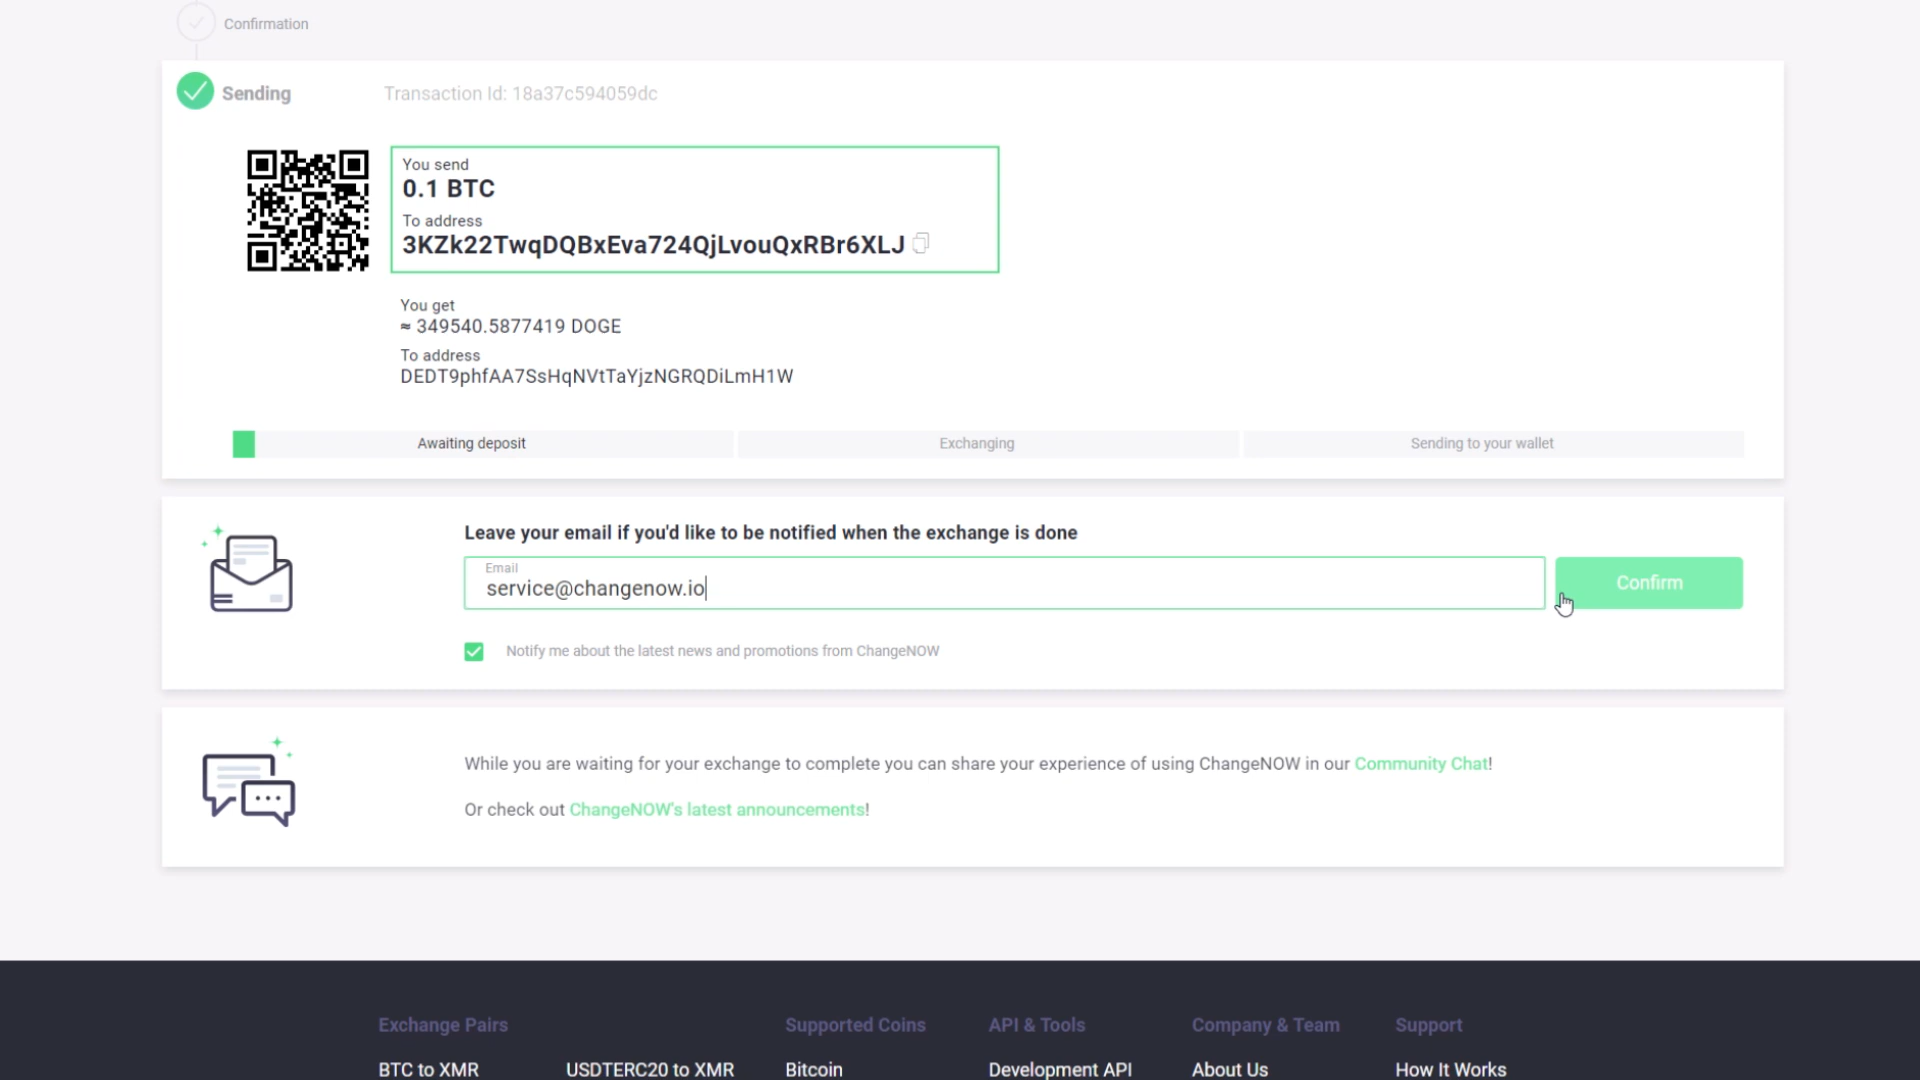 Confirmation
Sending
Transaction Id: 18a37c594059dc
You send
0.1 BTC
To address
3KZk22TwqDQBxEva724QjLvouQxRBr6XLJ
You get
≈ 349540.5877419 DOGE
To address
DEDT9phfAA7SsHqNVtTaYjzNGRQDiLmH1W
Awaiting deposit
Exchanging
Sending to your wallet
Leave your email if you'd like to be notified when the exchange is done
Email
service@changenow.io
Confirm
Notify me about the latest news and promotions from ChangeNOW
While you are waiting for your exchange to complete you can share your experience of using ChangeNOW in our Community Chat!
Or check out ChangeNOW's latest announcements!
Exchange Pairs
Supported Coins
API & Tools
Company & Team
Support
BTC to XMR
USDTERC20 to XMR
Bitcoin
Development API
About Us
How It Works